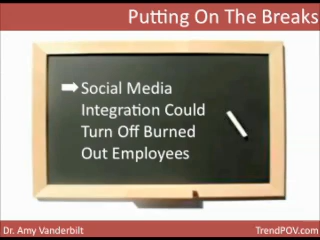 Putting On The Breaks
Social Media
Integration Could
Turn Off Burned
Out Employees
Dr. Amy Vanderbilt
TrendPOV.com